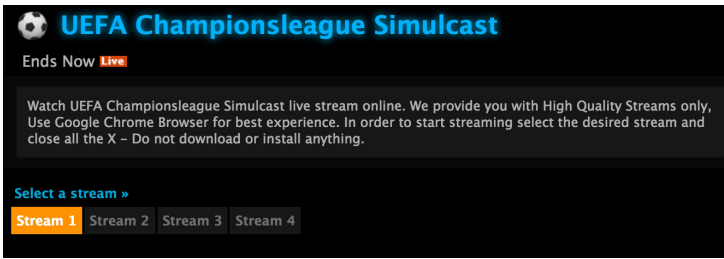 UEFA Championsleague Simulcast
Ends Now Live
Watch UEFA Championsleague Simulcast live stream online. We provide you with High Quality Streams only,
Use Google Chrome Browser for best experience. In order to start streaming select the desired stream and
close all the X - Do not download or install anything.
Select a stream »
Stream 1 Stream 2 Stream 3 Stream 4